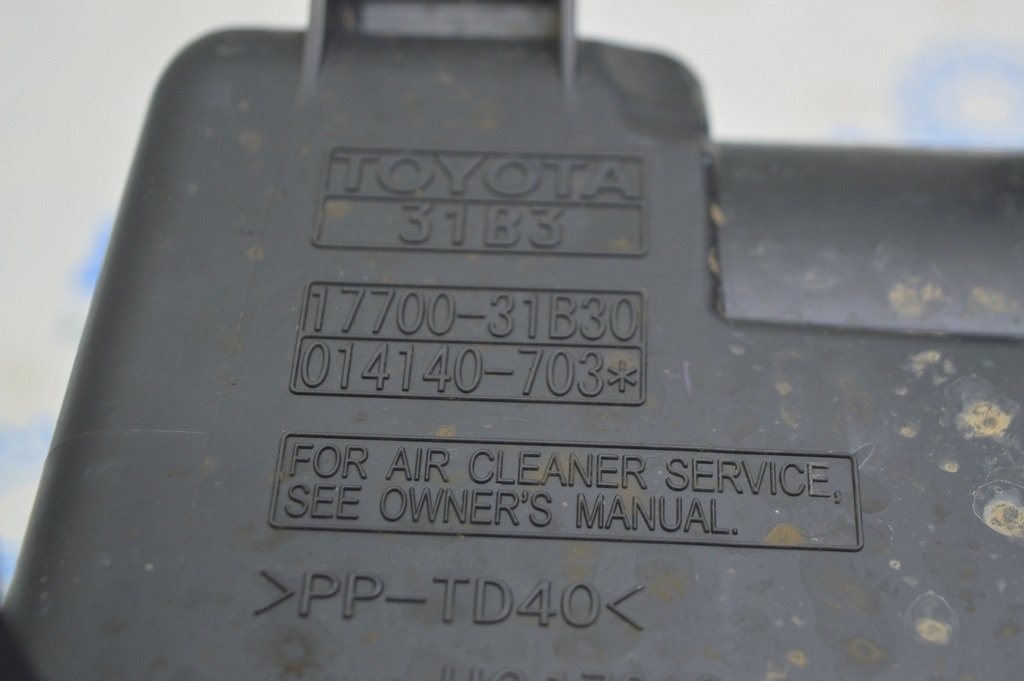 TOYOTA
31B3
17700-31B30
014140-703*
FOR AIR CLEANER SERVICE,
SEE OWNER'S MANUAL.
>PP-TD40<